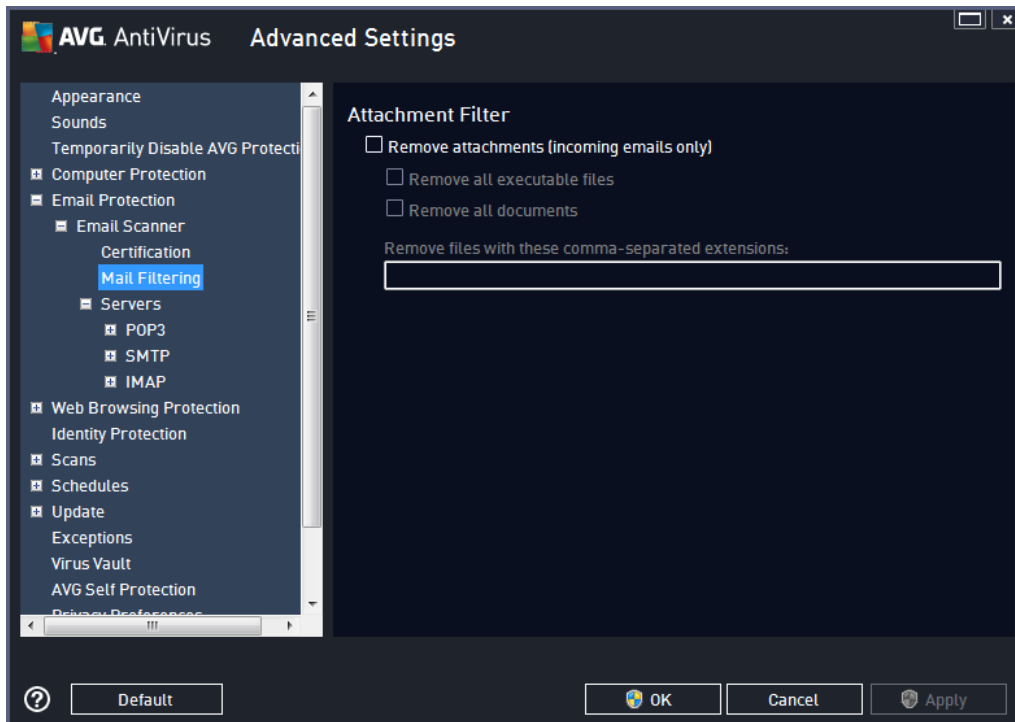 AVG AntiVirus Advanced Settings
Appearance
Sounds
Temporarily Disable AVG Protecti
Computer Protection
Email Protection
Email Scanner
Certification
Mail Filtering
Servers
POP3
SMTP
IMAP
Web Browsing Protection
Identity Protection
Scans
Schedules
Update
Exceptions
Virus Vault
AVG Self Protection
Privacy Preferences
Attachment Filter
Remove attachments (incoming emails only)
Remove all executable files
Remove all documents
Remove files with these comma-separated extensions:
Default
OK
Cancel
Apply